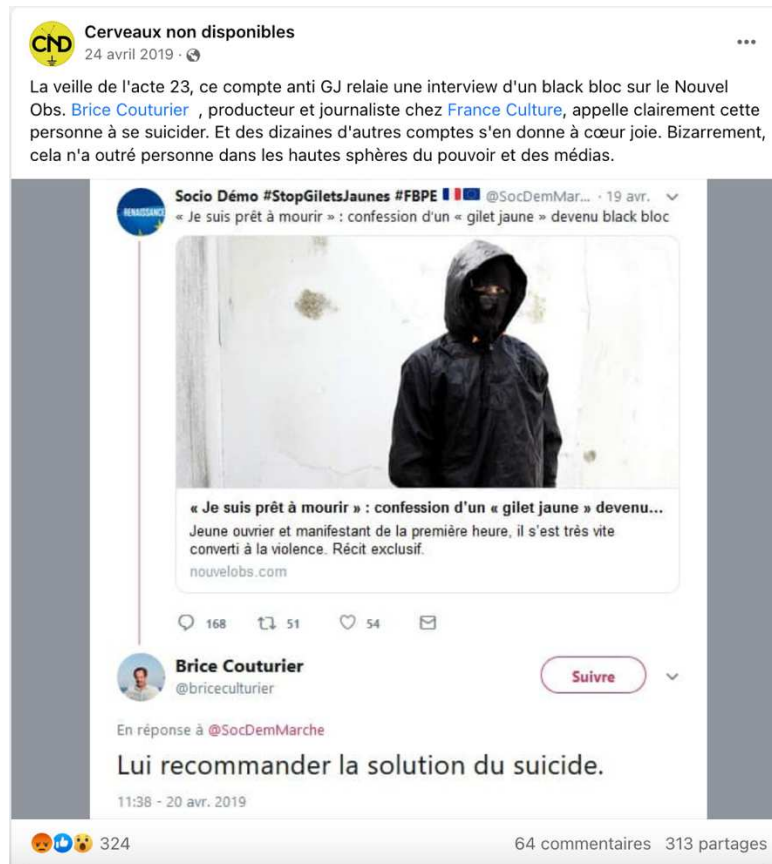 CND
Cerveaux non disponibles
24 avril 2019 ·
La veille de l'acte 23, ce compte anti GJ relaie une interview d'un black bloc sur le Nouvel
Obs. Brice Couturier , producteur et journaliste chez France Culture, appelle clairement cette
personne à se suicider. Et des dizaines d'autres comptes s'en donne à cœur joie. Bizarrement,
cela n'a outré personne dans les hautes sphères du pouvoir et des médias.
RENAISSANCE
Socio Démo #StopGiletsJaunes #FBPE 🇫🇷🇪🇺 @SocDemMar... · 19 avr.
« Je suis prêt à mourir » : confession d'un « gilet jaune » devenu black bloc
« Je suis prêt à mourir » : confession d'un « gilet jaune » devenu...
Jeune ouvrier et manifestant de la première heure, il s'est très vite
converti à la violence. Récit exclusif.
nouvelobs.com
168 51 54
Brice Couturier
@briceculturier
Suivre
En réponse à @SocDemMarche
Lui recommander la solution du suicide.
11:38 - 20 avr. 2019
324 64 commentaires 313 partages